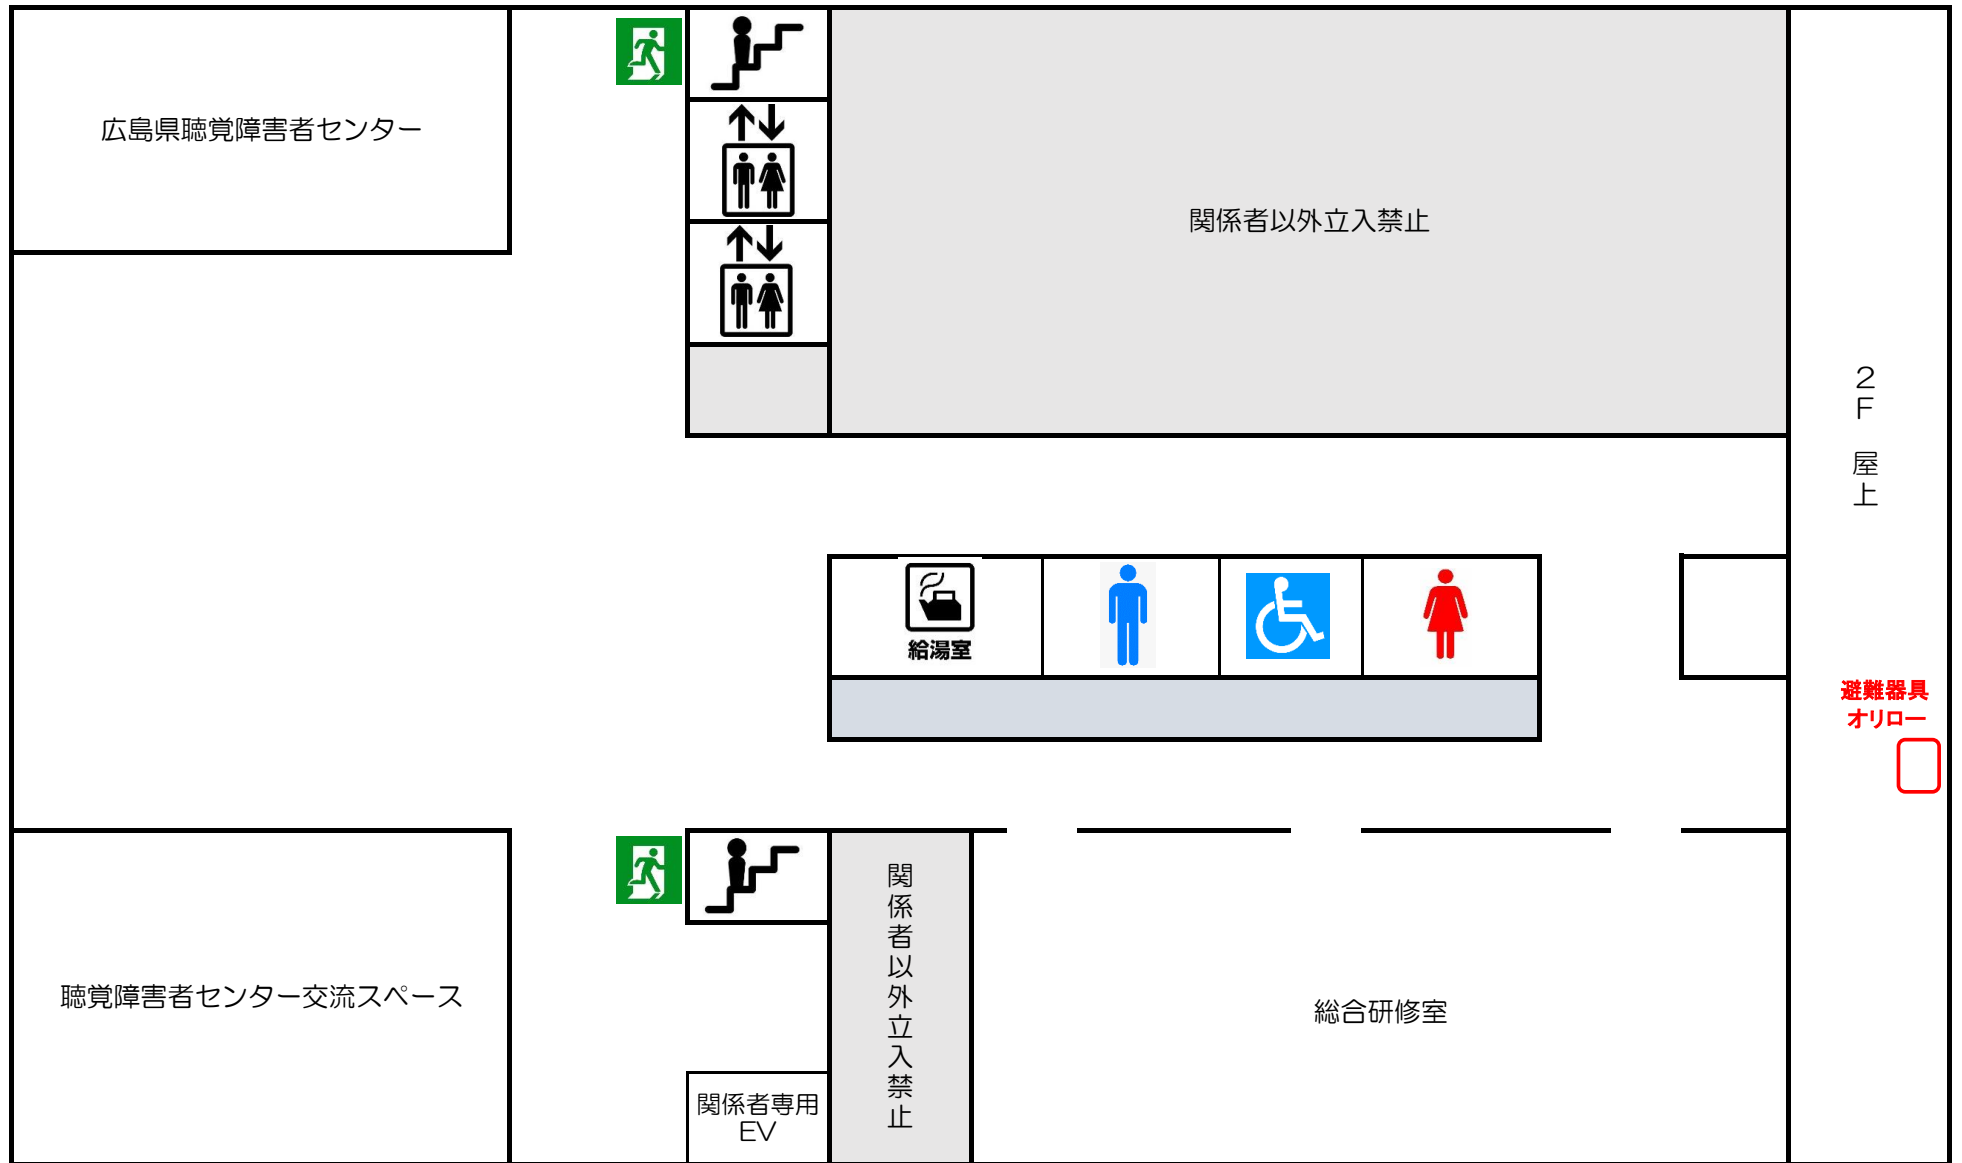 広島県聴覚障害者センター
関係者以外立入禁止
2F 屋上
給湯室
避難器具
オリロー
聴覚障害者センター交流スペース
関係者以外立入禁止
総合研修室
関係者専用
EV